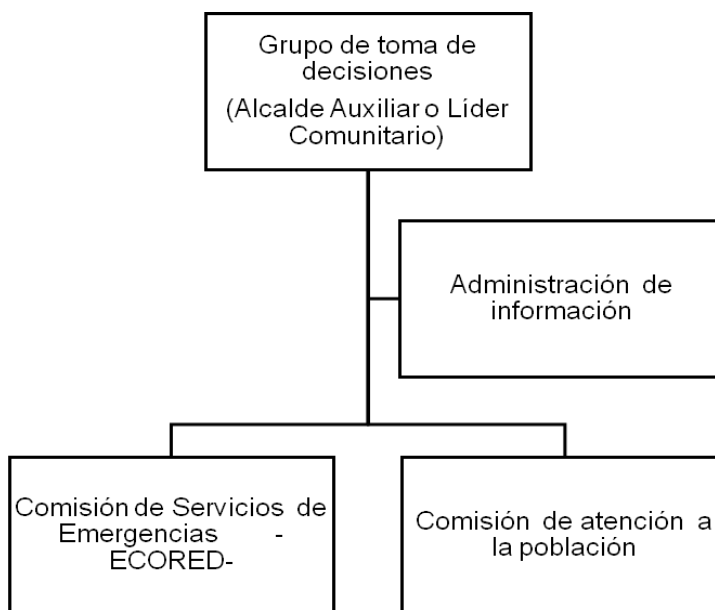 Grupo de toma de
decisiones
(Alcalde Auxiliar o Líder
Comunitario)
Administración de
información
Comisión de Servicios de
Emergencias -
ECORED-
Comisión de atención a
la población